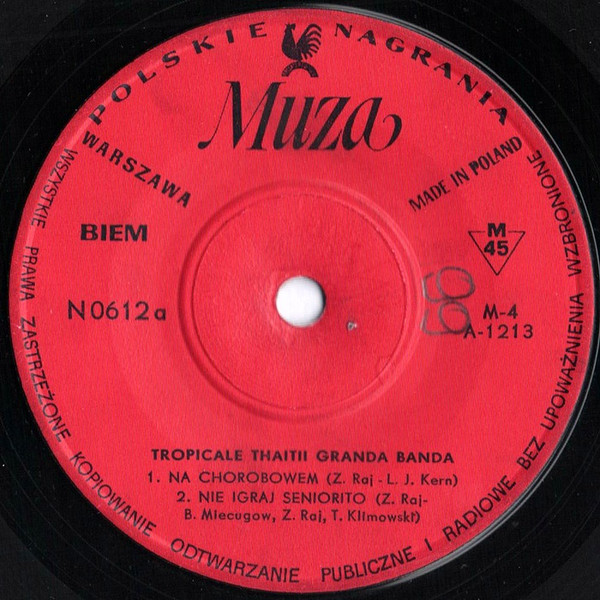 POLSKIE NAGRANIA
Muza
WARSZAWA
MADE IN POLAND
BIEM
M
45
N0612a
99
M-4
A-1213
TROPICALE THAITII GRANDA BANDA
1. NA CHOROBOWEM (Z. Raj - L. J. Kern)
2. NIE IGRAJ SENIORITO (Z. Raj-
B. Miecugow, Z. Raj, T. Klimowski)
WSZYSTKIE PRAWA ZASTRZEŻONE KOPIOWANIE ODTWARZANIE PUBLICZNE I RADIOWE BEZ UPOWAŻNIENIA WZBRONIONE